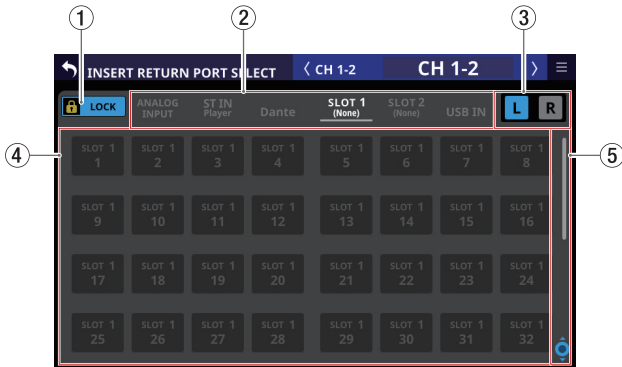 ① ② ③
INSERT RETURN PORT SELECT CH 1-2 CH 1-2
LOCK ANALOG INPUT ST IN Player Dante SLOT 1 (None) SLOT 2 (None) USB IN L R
④ ⑤
SLOT 1 SLOT 1 SLOT 1 SLOT 1 SLOT 1 SLOT 1 SLOT 1 SLOT 1
1 2 3 4 5 6 7 8
SLOT 1 SLOT 1 SLOT 1 SLOT 1 SLOT 1 SLOT 1 SLOT 1 SLOT 1
9 10 11 12 13 14 15 16
SLOT 1 SLOT 1 SLOT 1 SLOT 1 SLOT 1 SLOT 1 SLOT 1 SLOT 1
17 18 19 20 21 22 23 24
SLOT 1 SLOT 1 SLOT 1 SLOT 1 SLOT 1 SLOT 1 SLOT 1 SLOT 1
25 26 27 28 29 30 31 32